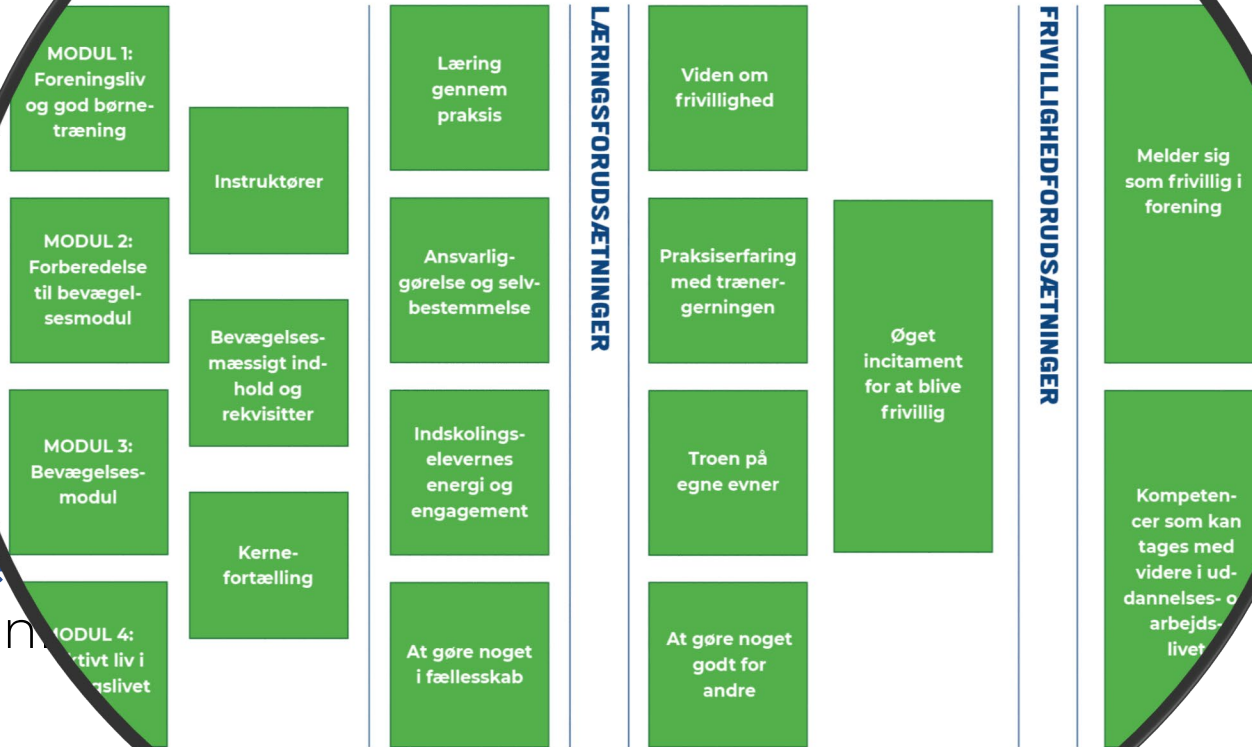 MODUL 1:
Foreningsliv
og god børne-
træning
MODUL 2:
Forberedelse
til bevægel-
sesmodul
MODUL 3:
Bevægelses-
modul
MODUL 4:
liv i
Instruktører
Bevægelses-
mæssigt ind-
hold og
rekvisitter
Kerne-
fortælling
Læring
gennem
praksis
Ansvarlig-
gørelse og selv-
bestemmelse
Indskolings-
elevernes
energi og
engagement
At gøre noget
i fællesskab
LÆRINGSFORUDSÆTNINGER
Viden om
frivillighed
Praksiserfaring
med træner-
gerningen
Troen på
egne evner
At gøre noget
godt for
andre
Øget
incitament
for at blive
frivillig
FRIVILLIGHEDFORUDSÆTNINGER
Melder sig
som frivillig i
forening
Kompeten-
cer som kan
tages med
videre i ud-
dannelses-
arbejds-
livet